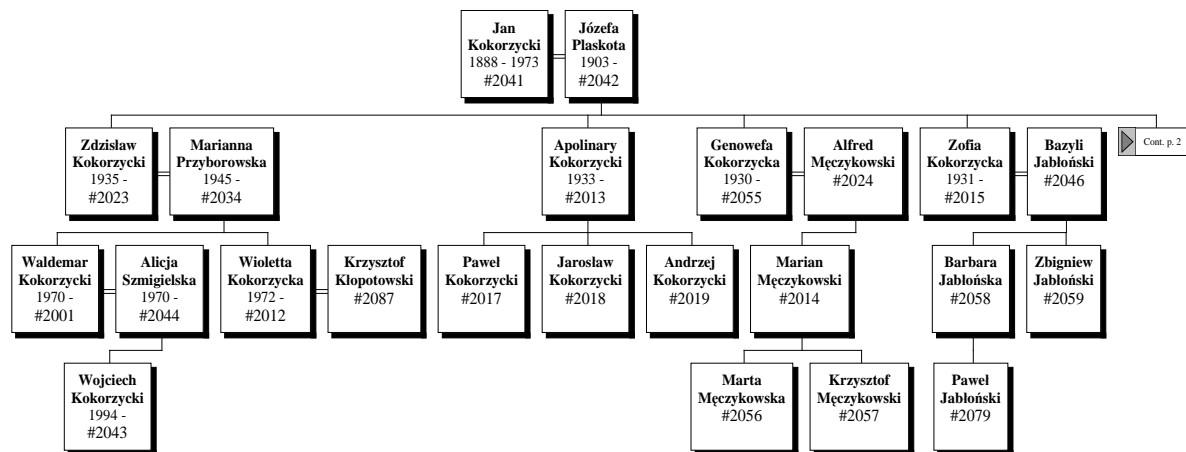 Jan
Kokorzycki
1888 - 1973
#2041
Józefa
Plaskota
1903 -
#2042
Zdzisław
Kokorzycki
1935 -
#2023
Marianna
Przyborowska
1945 -
#2034
Apolinary
Kokorzycki
1933 -
#2013
Genowefa
Kokorzycka
1930 -
#2055
Alfred
Męczykowski
#2024
Zofia
Kokorzycka
1931 -
#2015
Bazyli
Jabłoński
#2046
Cont. p. 2
Waldemar
Kokorzycki
1970 -
#2001
Alicja
Szmigielska
1970 -
#2044
Wioletta
Kokorzycka
1972 -
#2012
Krzysztof
Kłopotowski
#2087
Paweł
Kokorzycki
#2017
Jarosław
Kokorzycki
#2018
Andrzej
Kokorzycki
#2019
Marian
Męczykowski
#2014
Barbara
Jabłońska
#2058
Zbigniew
Jabłoński
#2059
Wojciech
Kokorzycki
1994 -
#2043
Marta
Męczykowska
#2056
Krzysztof
Męczykowski
#2057
Paweł
Jabłoński
#2079